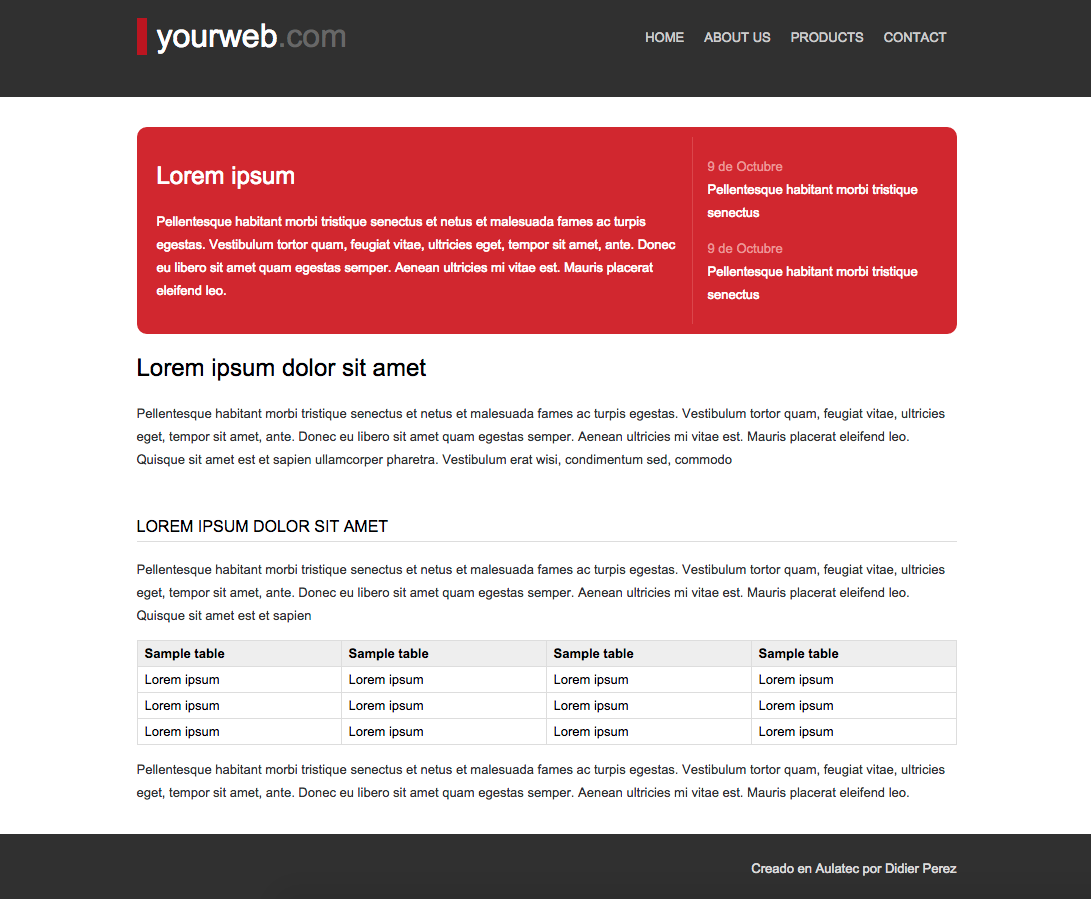 yourweb.com
HOME ABOUT US PRODUCTS CONTACT
Lorem ipsum
Pellentesque habitant morbi tristique senectus et netus et malesuada fames ac turpis
egestas. Vestibulum tortor quam, feugiat vitae, ultricies eget, tempor sit amet, ante. Donec
eu libero sit amet quam egestas semper. Aenean ultricies mi vitae est. Mauris placerat
eleifend leo.
9 de Octubre
Pellentesque habitant morbi tristique
senectus
9 de Octubre
Pellentesque habitant morbi tristique
senectus
Lorem ipsum dolor sit amet
Pellentesque habitant morbi tristique senectus et netus et malesuada fames ac turpis egestas. Vestibulum tortor quam, feugiat vitae, ultricies
eget, tempor sit amet, ante. Donec eu libero sit amet quam egestas semper. Aenean ultricies mi vitae est. Mauris placerat eleifend leo.
Quisque sit amet est et sapien ullamcorper pharetra. Vestibulum erat wisi, condimentum sed, commodo
LOREM IPSUM DOLOR SIT AMET
Pellentesque habitant morbi tristique senectus et netus et malesuada fames ac turpis egestas. Vestibulum tortor quam, feugiat vitae, ultricies
eget, tempor sit amet, ante. Donec eu libero sit amet quam egestas semper. Aenean ultricies mi vitae est. Mauris placerat eleifend leo.
Quisque sit amet est et sapien
Sample table Sample table Sample table Sample table
Lorem ipsum Lorem ipsum Lorem ipsum Lorem ipsum
Lorem ipsum Lorem ipsum Lorem ipsum Lorem ipsum
Lorem ipsum Lorem ipsum Lorem ipsum Lorem ipsum
Pellentesque habitant morbi tristique senectus et netus et malesuada fames ac turpis egestas. Vestibulum tortor quam, feugiat vitae, ultricies
eget, tempor sit amet, ante. Donec eu libero sit amet quam egestas semper. Aenean ultricies mi vitae est. Mauris placerat eleifend leo.
Creado en Aulatec por Didier Perez